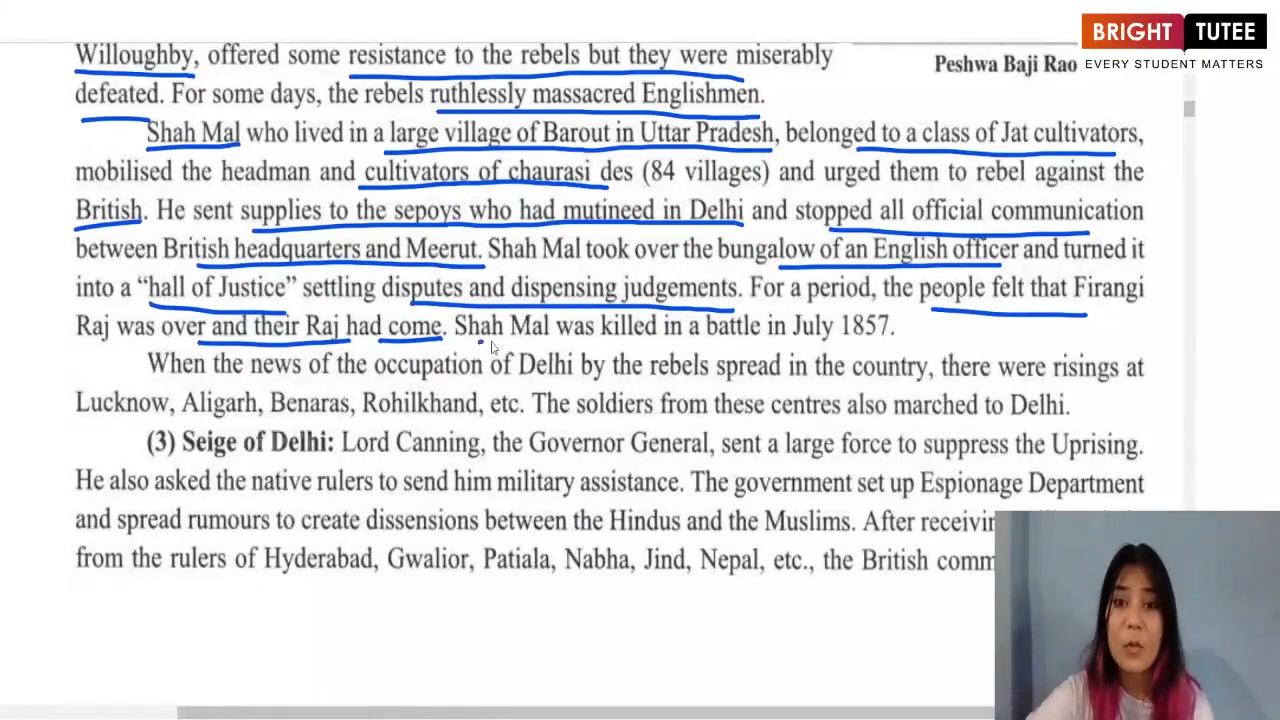 BRIGHT TUTEE
EVERY STUDENT MATTERS
Willoughby, offered some resistance to the rebels but they were miserably
Peshwa Baji Rao
defeated. For some days, the rebels ruthlessly massacred Englishmen.
Shah Mal who lived in a large village of Barout in Uttar Pradesh, belonged to a class of Jat cultivators,
mobilised the headman and cultivators of chaurasi des (84 villages) and urged them to rebel against the
British. He sent supplies to the sepoys who had mutineed in Delhi and stopped all official communication
between British headquarters and Meerut. Shah Mal took over the bungalow of an English officer and turned it
into a “hall of Justice” settling disputes and dispensing judgements. For a period, the people felt that Firangi
Raj was over and their Raj had come. Shah Mal was killed in a battle in July 1857.
When the news of the occupation of Delhi by the rebels spread in the country, there were risings at
Lucknow, Aligarh, Benaras, Rohilkhand, etc. The soldiers from these centres also marched to Delhi.
(3) Seige of Delhi: Lord Canning, the Governor General, sent a large force to suppress the Uprising.
He also asked the native rulers to send him military assistance. The government set up Espionage Department
and spread rumours to create dissensions between the Hindus and the Muslims. After
from the rulers of Hyderabad, Gwalior, Patiala, Nabha, Jind, Nepal, etc., the British